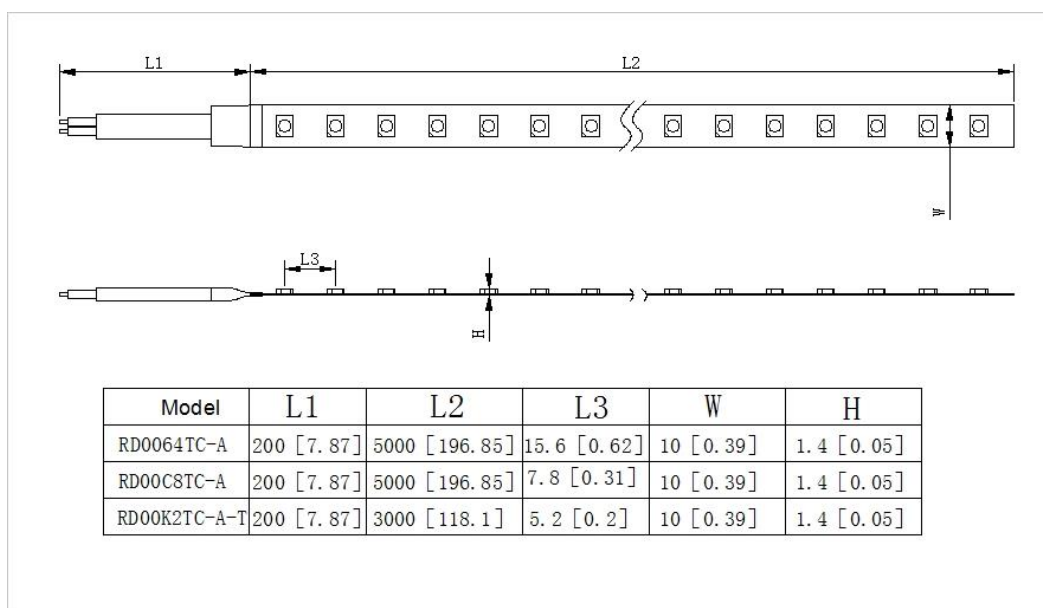 L1 L2
W
L3
H
Model L1 L2 L3 W H
RD0064TC-A 200 [7.87] 5000 [196.85] 15.6 [0.62] 10 [0.39] 1.4 [0.05]
RD00C8TC-A 200 [7.87] 5000 [196.85] 7.8 [0.31] 10 [0.39] 1.4 [0.05]
RD00K2TC-A-T 200 [7.87] 3000 [118.1] 5.2 [0.2] 10 [0.39] 1.4 [0.05]